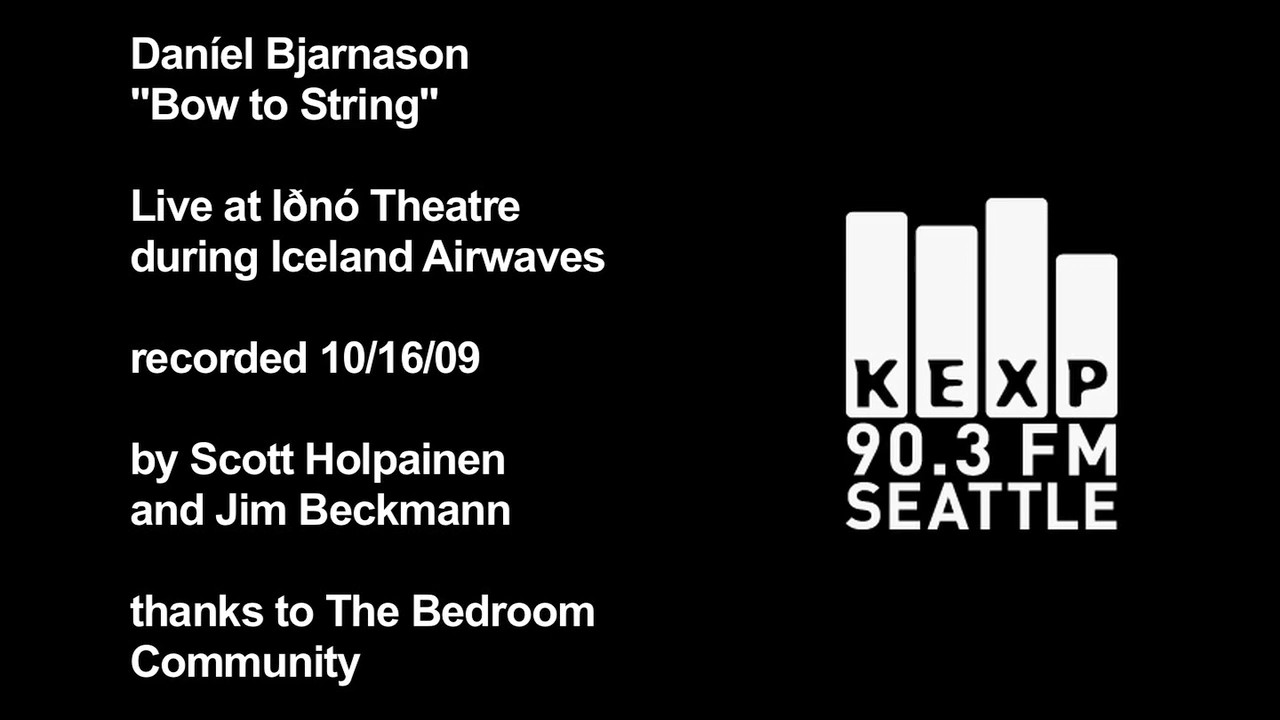 Daníel Bjarnason
"Bow to String"
Live at Iðnó Theatre
during Iceland Airwaves
recorded 10/16/09
by Scott Holpainen
and Jim Beckmann
thanks to The Bedroom
Community
KEXP
90.3 FM
SEATTLE